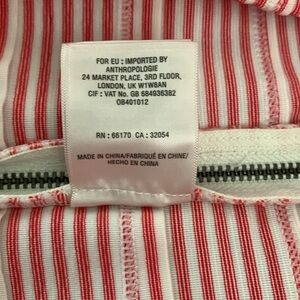 FOR EU : IMPORTED BY
ANTHROPOLOGIE
24 MARKET PLACE, 3RD FLOOR,
LONDON, UK W1W8AN
CIF : VAT No. GB 684936382
OB401012
RN : 66170 CA : 32054
MADE IN CHINA/FABRIQUÉ EN CHINE/
HECHO EN CHINA